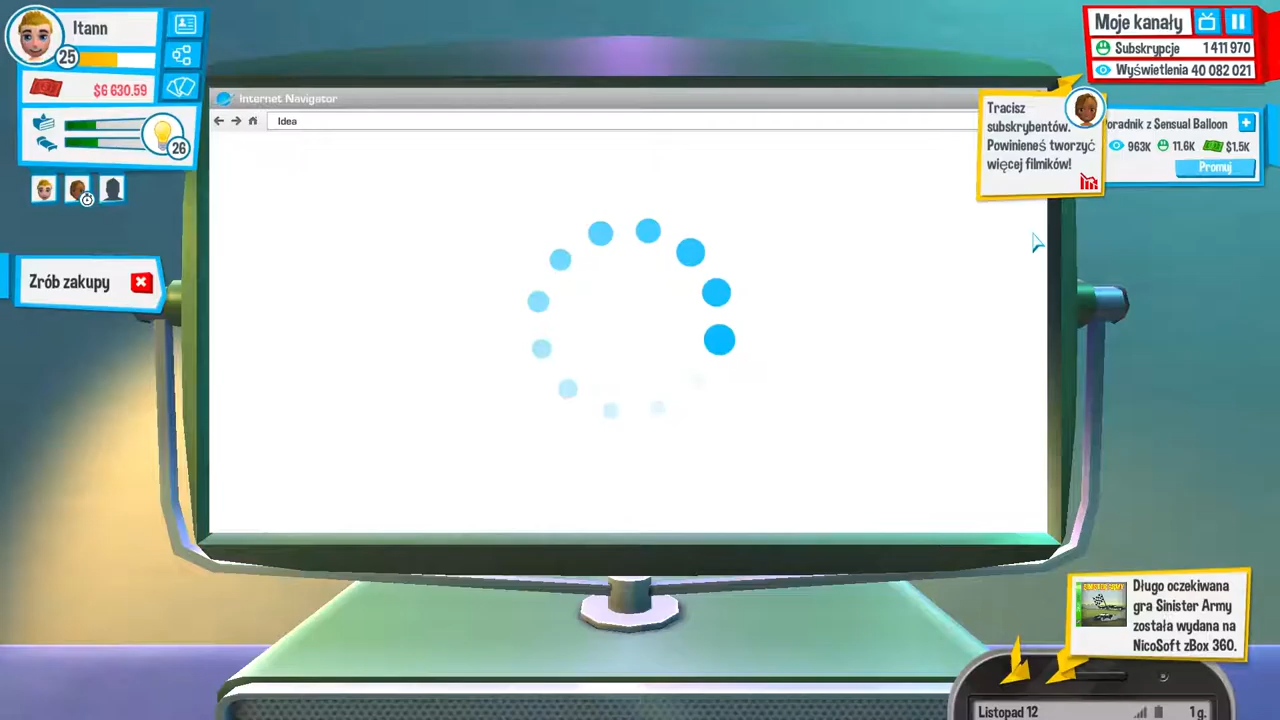 Itann
25
$6 630.59
26
Zrób zakupy
Internet Navigator
Idea
Moje kanały
Subskrypcje 1 411 970
Wyświetlenia 40 082 021
Tracisz
subskrybentów.
Powinieneś tworzyć
więcej filmików!
oradnik z Sensual Balloon
963K 11.6K $1.5K
Promuj
Długo oczekiwana
gra Sinister Army
została wydana na
NicoSoft zBox 360.
Listopad 12 1 g.